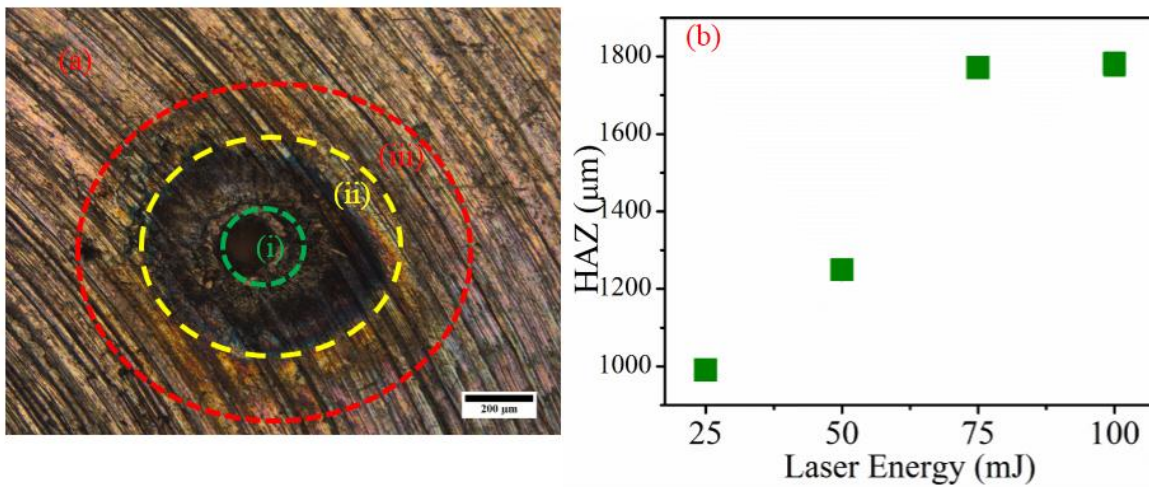 (a)
(iii)
(ii)
(i)
200 µm
(b)
HAZ (µm)
1800
1600
1400
1200
1000
25 50 75 100
Laser Energy (mJ)